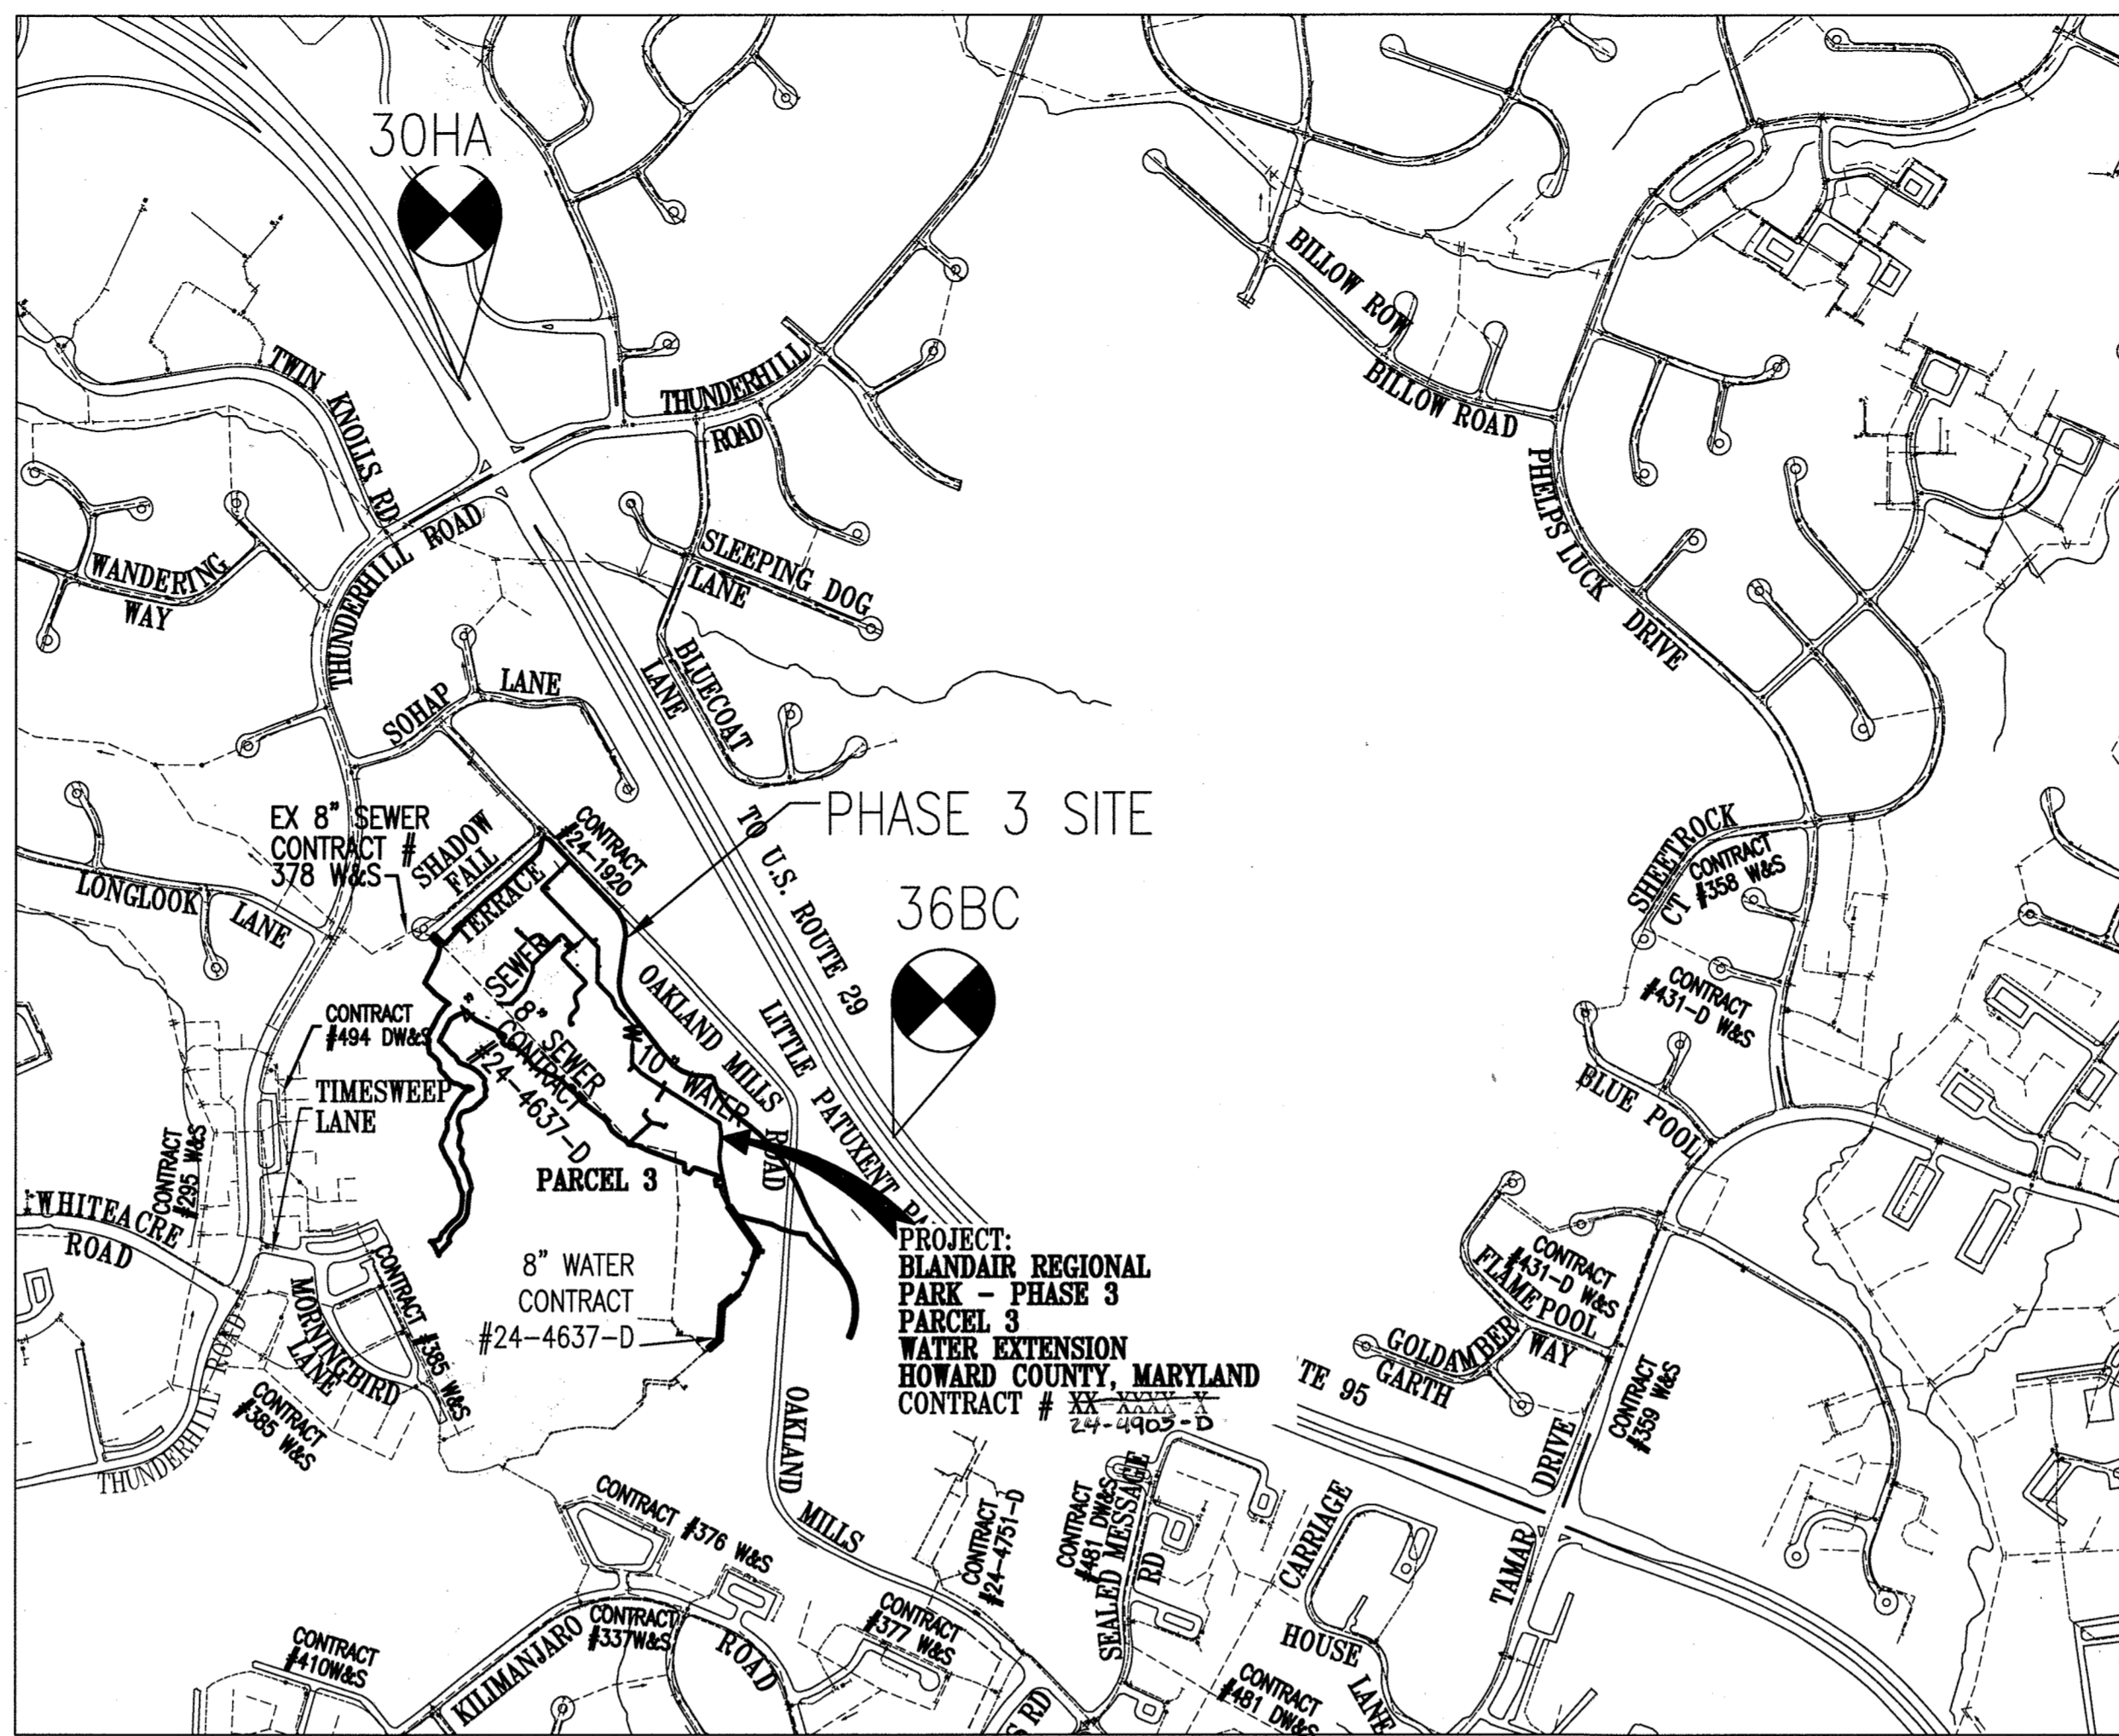 30HA
BILLOW ROW
BILLOW ROAD
TWIN KNOLLS RD
THUNDERHILL
ROAD
THUNDERHILL ROAD
PHELPS LUCK DRIVE
WANDERING
WAY
SLEEPING DOG
LANE
BLUECOAT
LANE
SOHAP LANE
PHASE 3 SITE
EX 8" SEWER
CONTRACT #
378 W&S
SHADOW
FALL
TERRACE
CONTRACT
#24-1920
TO U.S. ROUTE 29
36BC
SHEETROCK
CT
CONTRACT
#358 W&S
LONGLOOK LANE
SEWER
8" SEWER
CONTRACT
#24-4637-D
OAKLAND MILLS ROAD
LITTLE PATUXENT
W 10" WATER
CONTRACT
#431-D W&S
CONTRACT
#494 DW&S
TIMESWEEP
LANE
BLUE POOL
CONTRACT
#295 W&S
PARCEL 3
WHITEACRE
ROAD
8" WATER
CONTRACT
#24-4637-D
PROJECT:
BLANDAIR REGIONAL
PARK - PHASE 3
PARCEL 3
WATER EXTENSION
HOWARD COUNTY, MARYLAND
CONTRACT # XX-XXXX-X
24-4903-D
CONTRACT
#431-D W&S
FLAMEPOOL
WAY
GOLDAMBER
GARTH
TE 95
CONTRACT
#359 W&S
MORNINGBIRD
LANE
CONTRACT #385 W&S
CONTRACT
#385 W&S
THUNDERHILL ROAD
OAKLAND MILLS
CONTRACT #376 W&S
CONTRACT
#24-4751-D
CONTRACT
#481 DW&S
SEALED MESSAGE
RD
CARRIAGE
HOUSE LANE
TAMAR DRIVE
CONTRACT
#377 W&S
CONTRACT
#337W&S
KILIMANJARO ROAD
CONTRACT
#410W&S
S RD
CONTRACT
#481 DW&S